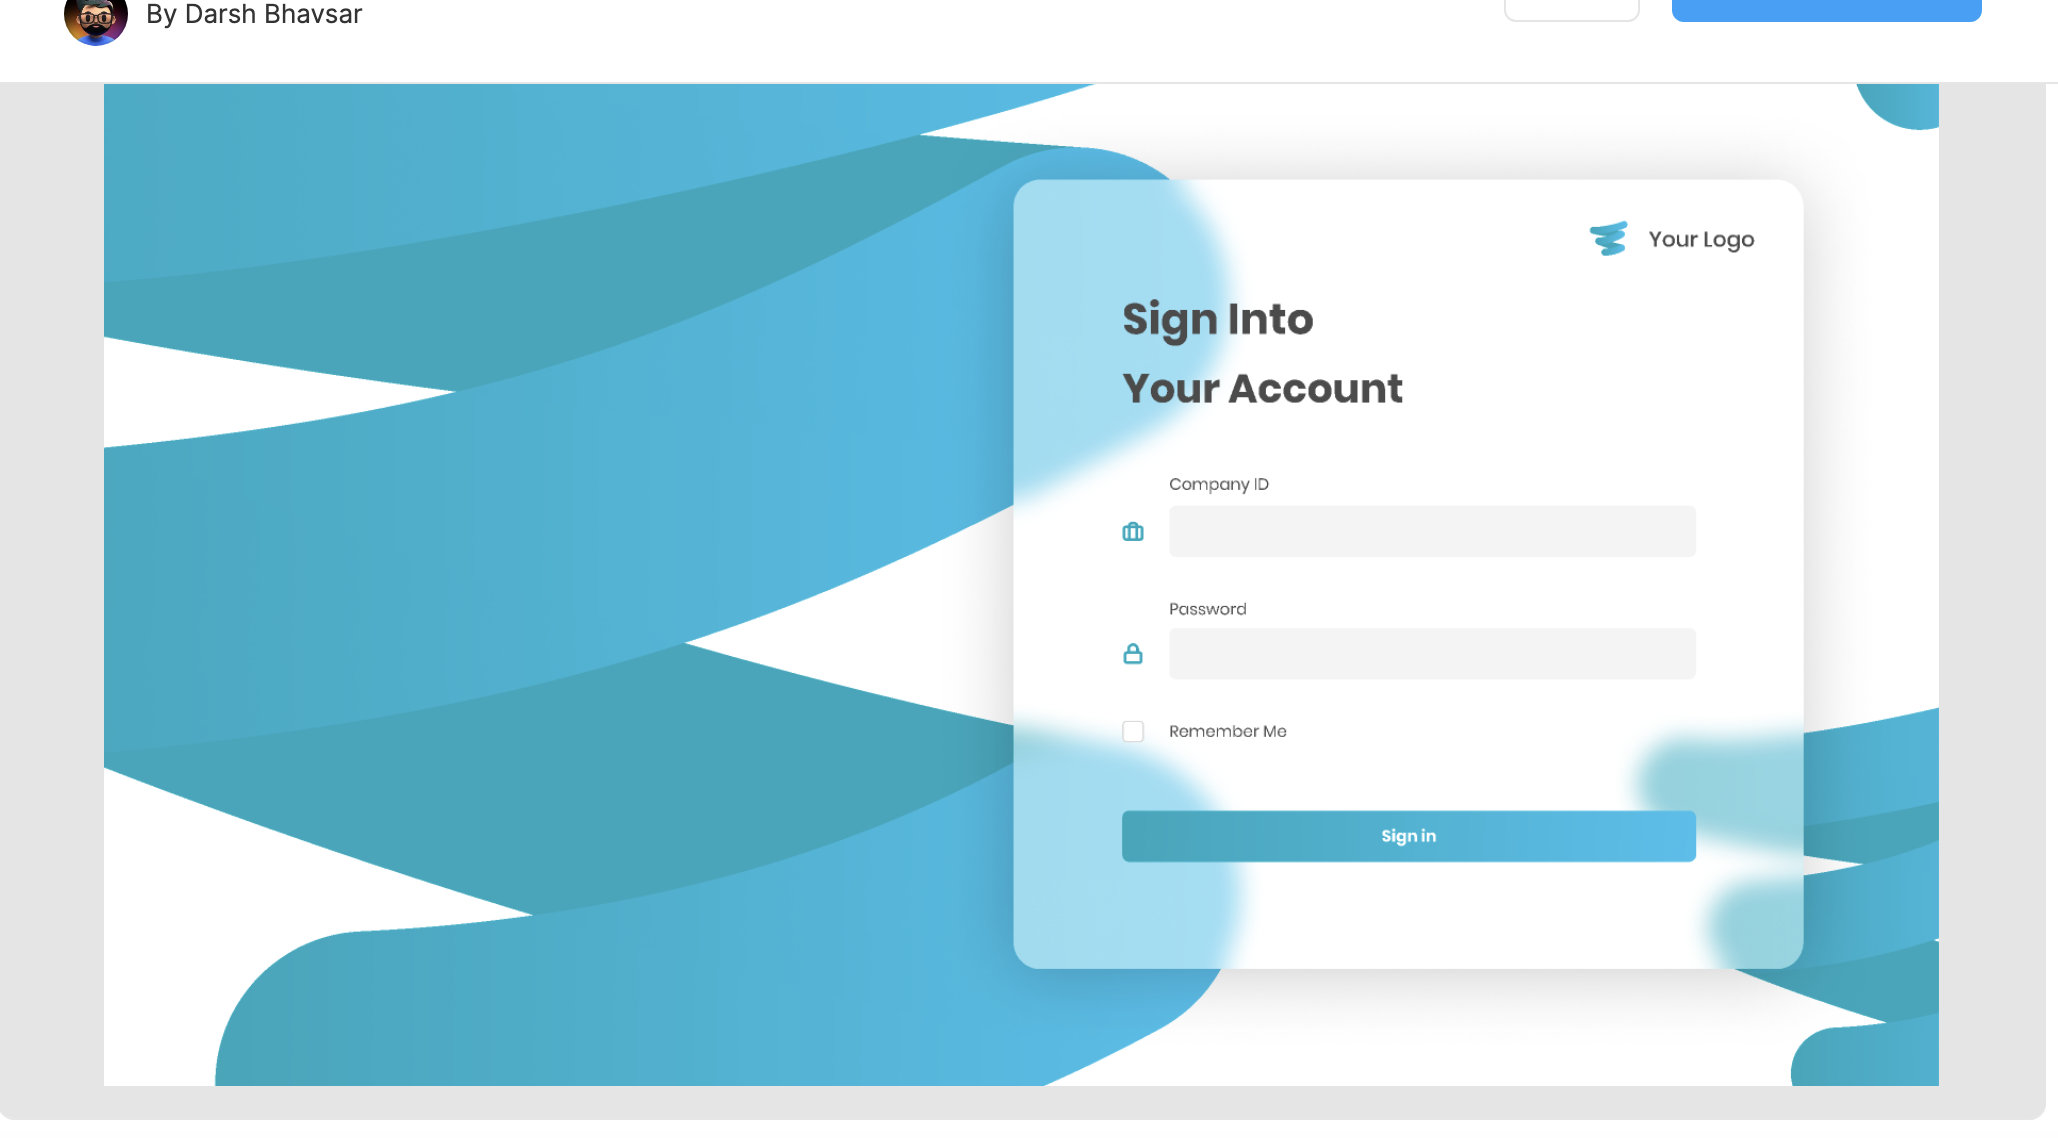 By Darsh Bhavsar
Your Logo
Sign Into
Your Account
Company ID
Password
Remember Me
Sign in